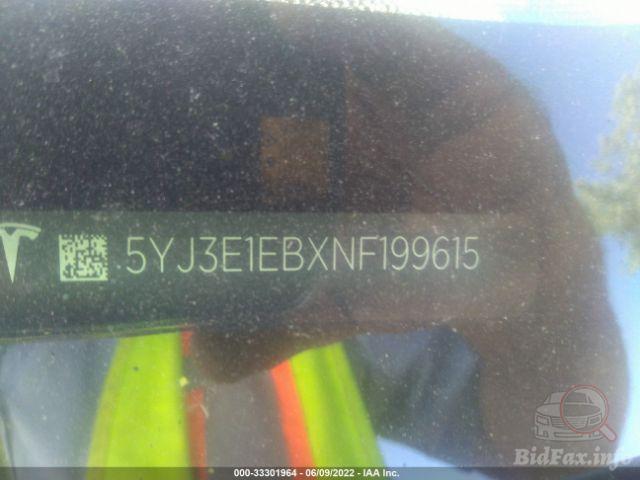 5YJ3E1EBXNF199615
BidFax.info
000-33301964 - 06/09/2022 - IAA Inc.